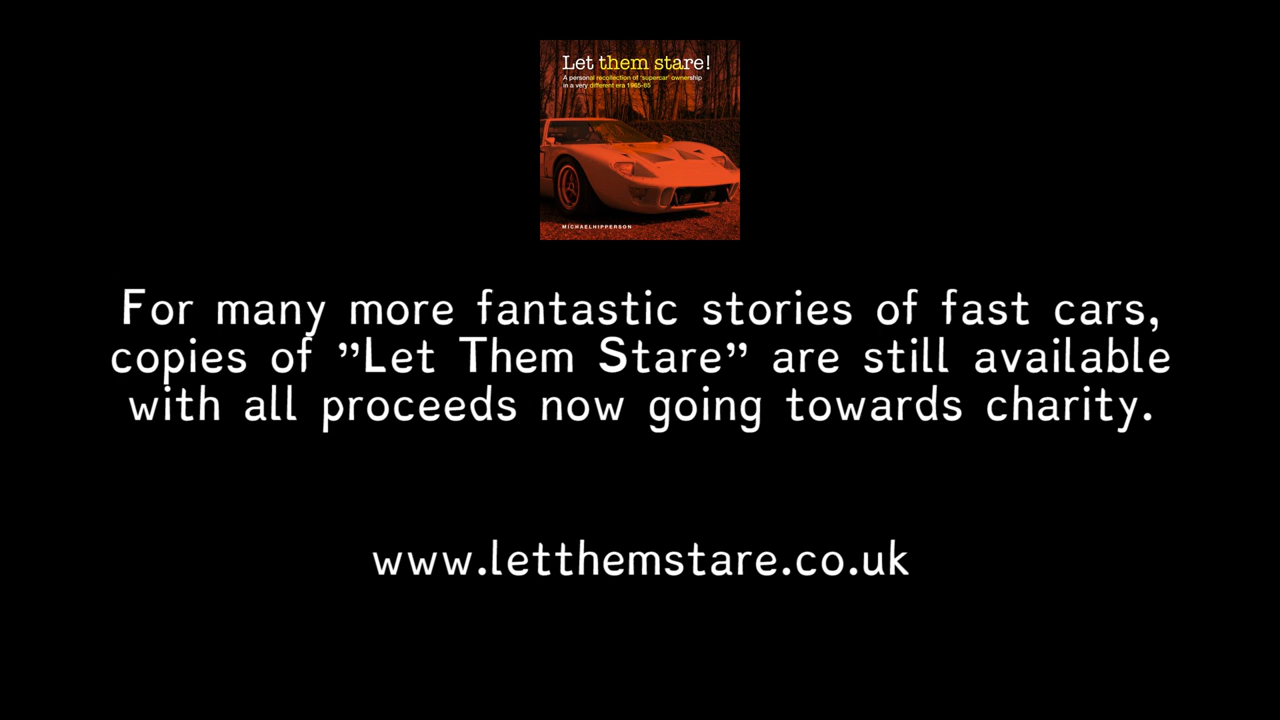 Let them stare!
A personal recollection of 'supercar' ownership
in a very different era 1965-85
MICHAELHIPPERSON
For many more fantastic stories of fast cars,
copies of ”Let Them Stare” are still available
with all proceeds now going towards charity.
www.letthemstare.co.uk